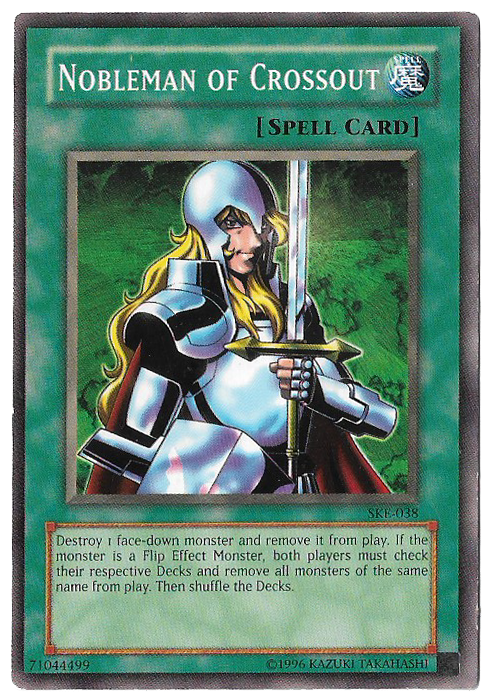 NOBLEMAN OF CROSSOUT
SPELL
魔
[SPELL CARD]
SKE-038
Destroy 1 face-down monster and remove it from play. If the
monster is a Flip Effect Monster, both players must check
their respective Decks and remove all monsters of the same
name from play. Then shuffle the Decks.
71044499
©1996 KAZUKI TAKAHASHI